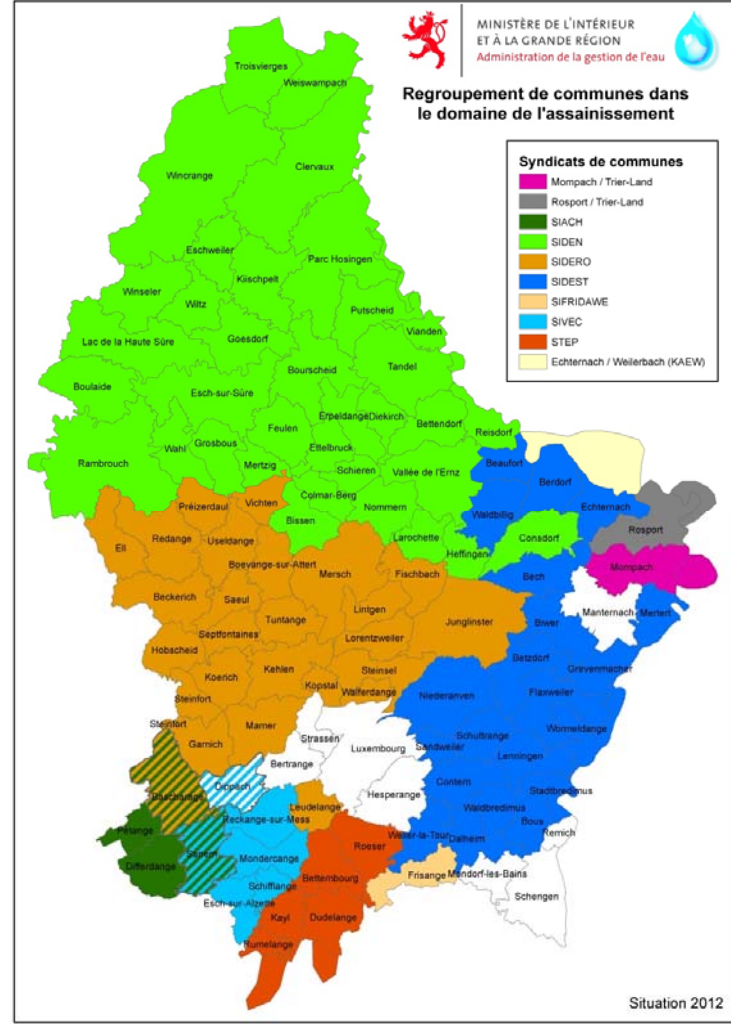 MINISTÈRE DE L'INTÉRIEUR
ET À LA GRANDE RÉGION
Administration de la gestion de l'eau
Regroupement de communes dans
le domaine de l'assainissement
Syndicats de communes
Mompach / Trier-Land
Rosport / Trier-Land
SIACH
SIDEN
SIDERO
SIDEST
SIFRIDAWE
SIVEC
STEP
Echternach / Weilerbach (KAEW)
Troisvierges
Weiswampach
Clervaux
Wincrange
Eschweiler
Parc Hosingen
Kiischpelt
Winseler
Wiltz
Putscheid
Vianden
Lac de la Haute Sûre
Goesdorf
Bourscheid
Tandel
Boulaide
Esch-sur-Sûre
Erpeldange
Diekirch
Bettendorf
Feulen
Reisdorf
Grosbous
Ettelbruck
Wahl
Rambrouch
Mertzig
Schieren
Vallée de l'Ernz
Beaufort
Berdorf
Colmar-Berg
Nommern
Echternach
Préizerdaul
Vichten
Bissen
Waldbillig
Rosport
Ell
Redange
Useldange
Larochette
Consdorf
Heffingen
Boevange-sur-Attert
Mersch
Fischbach
Bech
Mompach
Beckerich
Saeul
Lintgen
Manternach
Mertert
Tuntange
Junglinster
Biwer
Septfontaines
Lorentzweiler
Hobscheid
Betzdorf
Kehlen
Steinsel
Grevenmacher
Koerich
Kopstal
Walferdange
Niederanven
Flaxweiler
Steinfort
Steinfort
Mamer
Garnich
Strassen
Luxembourg
Schuttrange
Wormeldange
Sandweiler
Lenningen
Bertrange
Dippach
Hesperange
Contern
Stadtbredimus
Bascharage
Leudelange
Reckange-sur-Mess
Waldbredimus
Bous
Remich
Pétange
Roeser
Weiler-la-Tour
Dalheim
Sanem
Mondercange
Differdange
Bettembourg
Frisange
Mondorf-les-Bains
Schifflange
Schengen
Esch-sur-Alzette
Kayl
Dudelange
Rumelange
Situation 2012